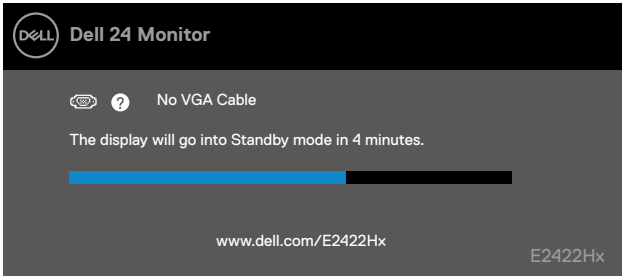 DELL
Dell 24 Monitor
? No VGA Cable
The display will go into Standby mode in 4 minutes.
www.dell.com/E2422Hx
E2422Hx